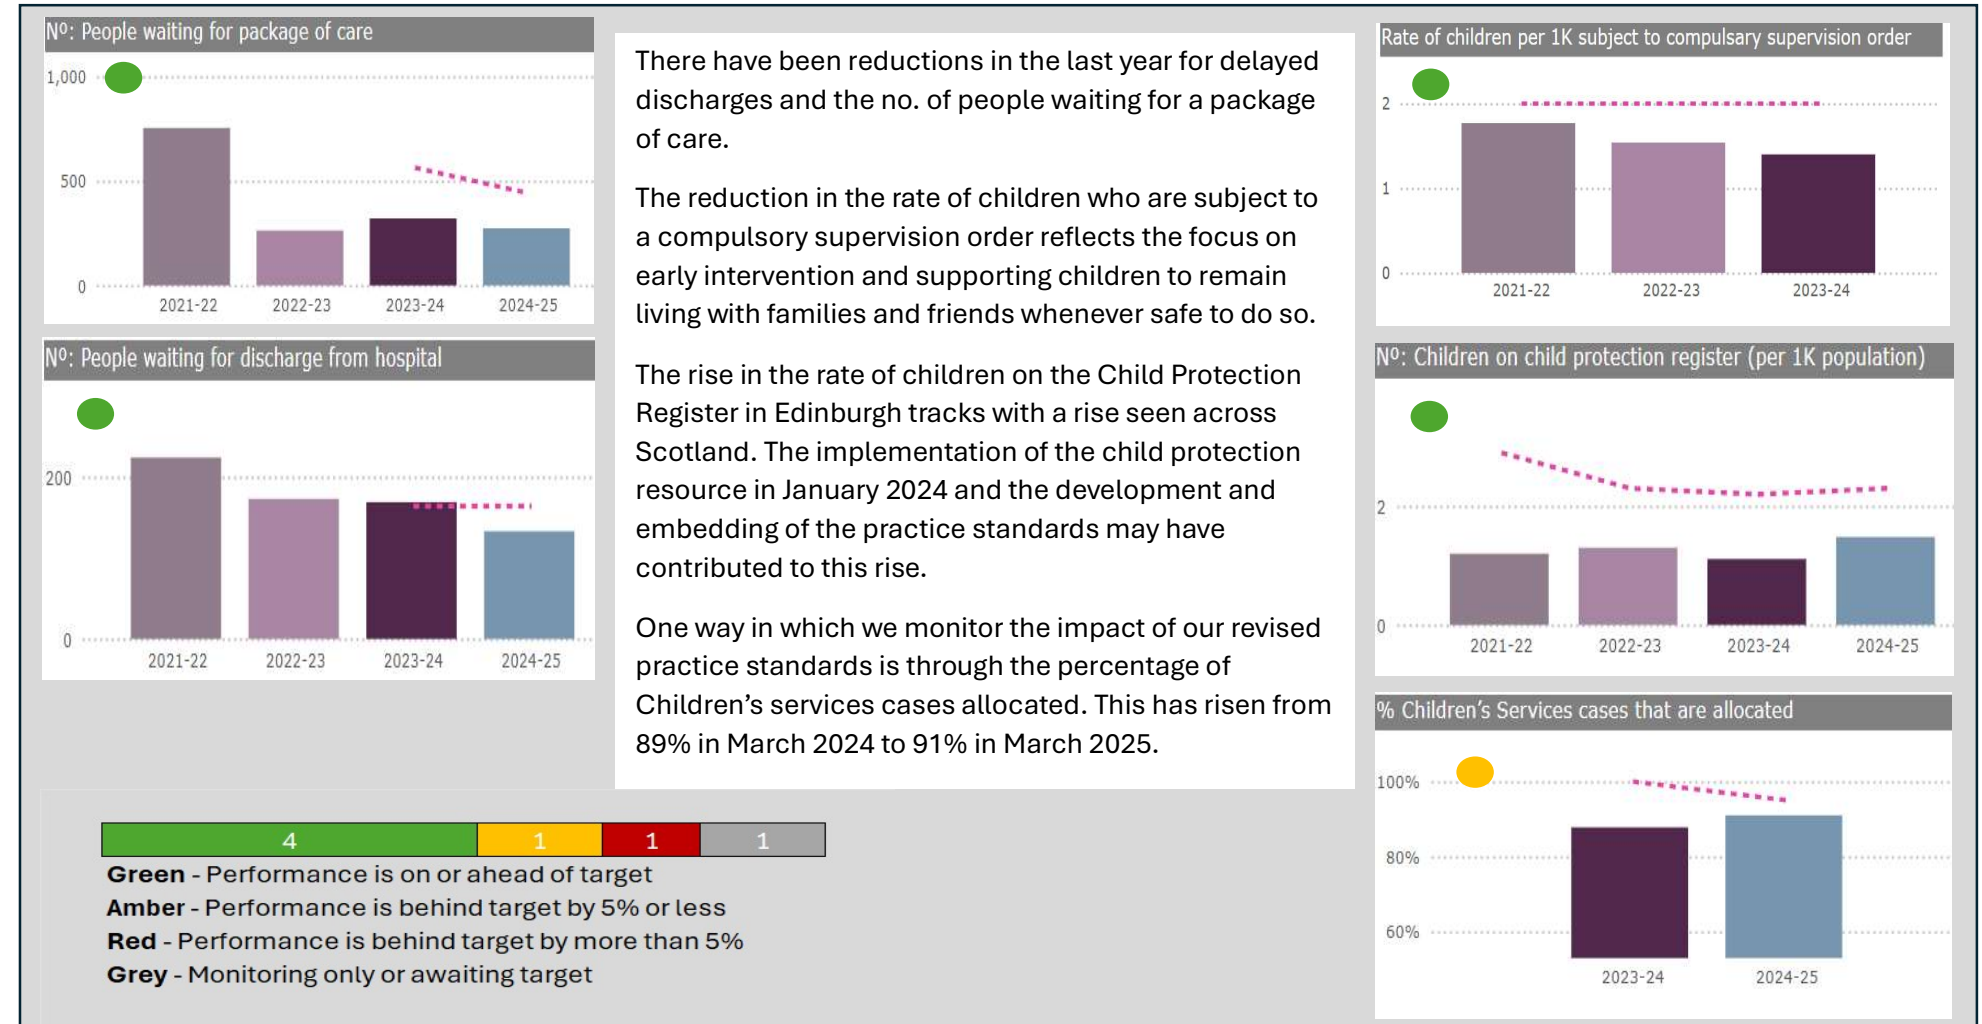 Nº: People waiting for package of care
1,000
500
0
2021-22
2022-23
2023-24
2024-25
Nº: People waiting for discharge from hospital
200
0
2021-22
2022-23
2023-24
2024-25
There have been reductions in the last year for delayed
discharges and the no. of people waiting for a package
of care.
The reduction in the rate of children who are subject to
a compulsory supervision order reflects the focus on
early intervention and supporting children to remain
living with families and friends whenever safe to do so.
The rise in the rate of children on the Child Protection
Register in Edinburgh tracks with a rise seen across
Scotland. The implementation of the child protection
resource in January 2024 and the development and
embedding of the practice standards may have
contributed to this rise.
One way in which we monitor the impact of our revised
practice standards is through the percentage of
Children’s services cases allocated. This has risen from
89% in March 2024 to 91% in March 2025.
Rate of children per 1K subject to compulsary supervision order
2
1
0
2021-22
2022-23
2023-24
Nº: Children on child protection register (per 1K population)
2
0
2021-22
2022-23
2023-24
2024-25
% Children’s Services cases that are allocated
100%
80%
60%
2023-24
2024-25
4
1
1
1
Green - Performance is on or ahead of target
Amber - Performance is behind target by 5% or less
Red - Performance is behind target by more than 5%
Grey - Monitoring only or awaiting target